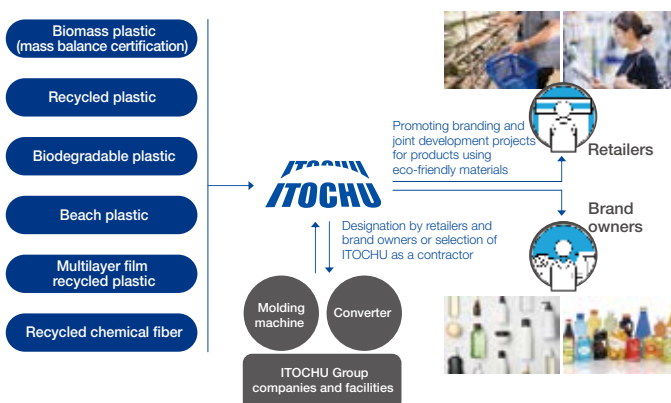 Biomass plastic
(mass balance certification)
Recycled plastic
Biodegradable plastic
Beach plastic
Multilayer film
recycled plastic
Recycled chemical fiber
ITOCHU
ITOCHU
Promoting branding and
joint development projects
for products using
eco-friendly materials
Retailers
Designation by retailers and
brand owners or selection of
ITOCHU as a contractor
Brand
owners
Molding
machine
Converter
ITOCHU Group
companies and facilities